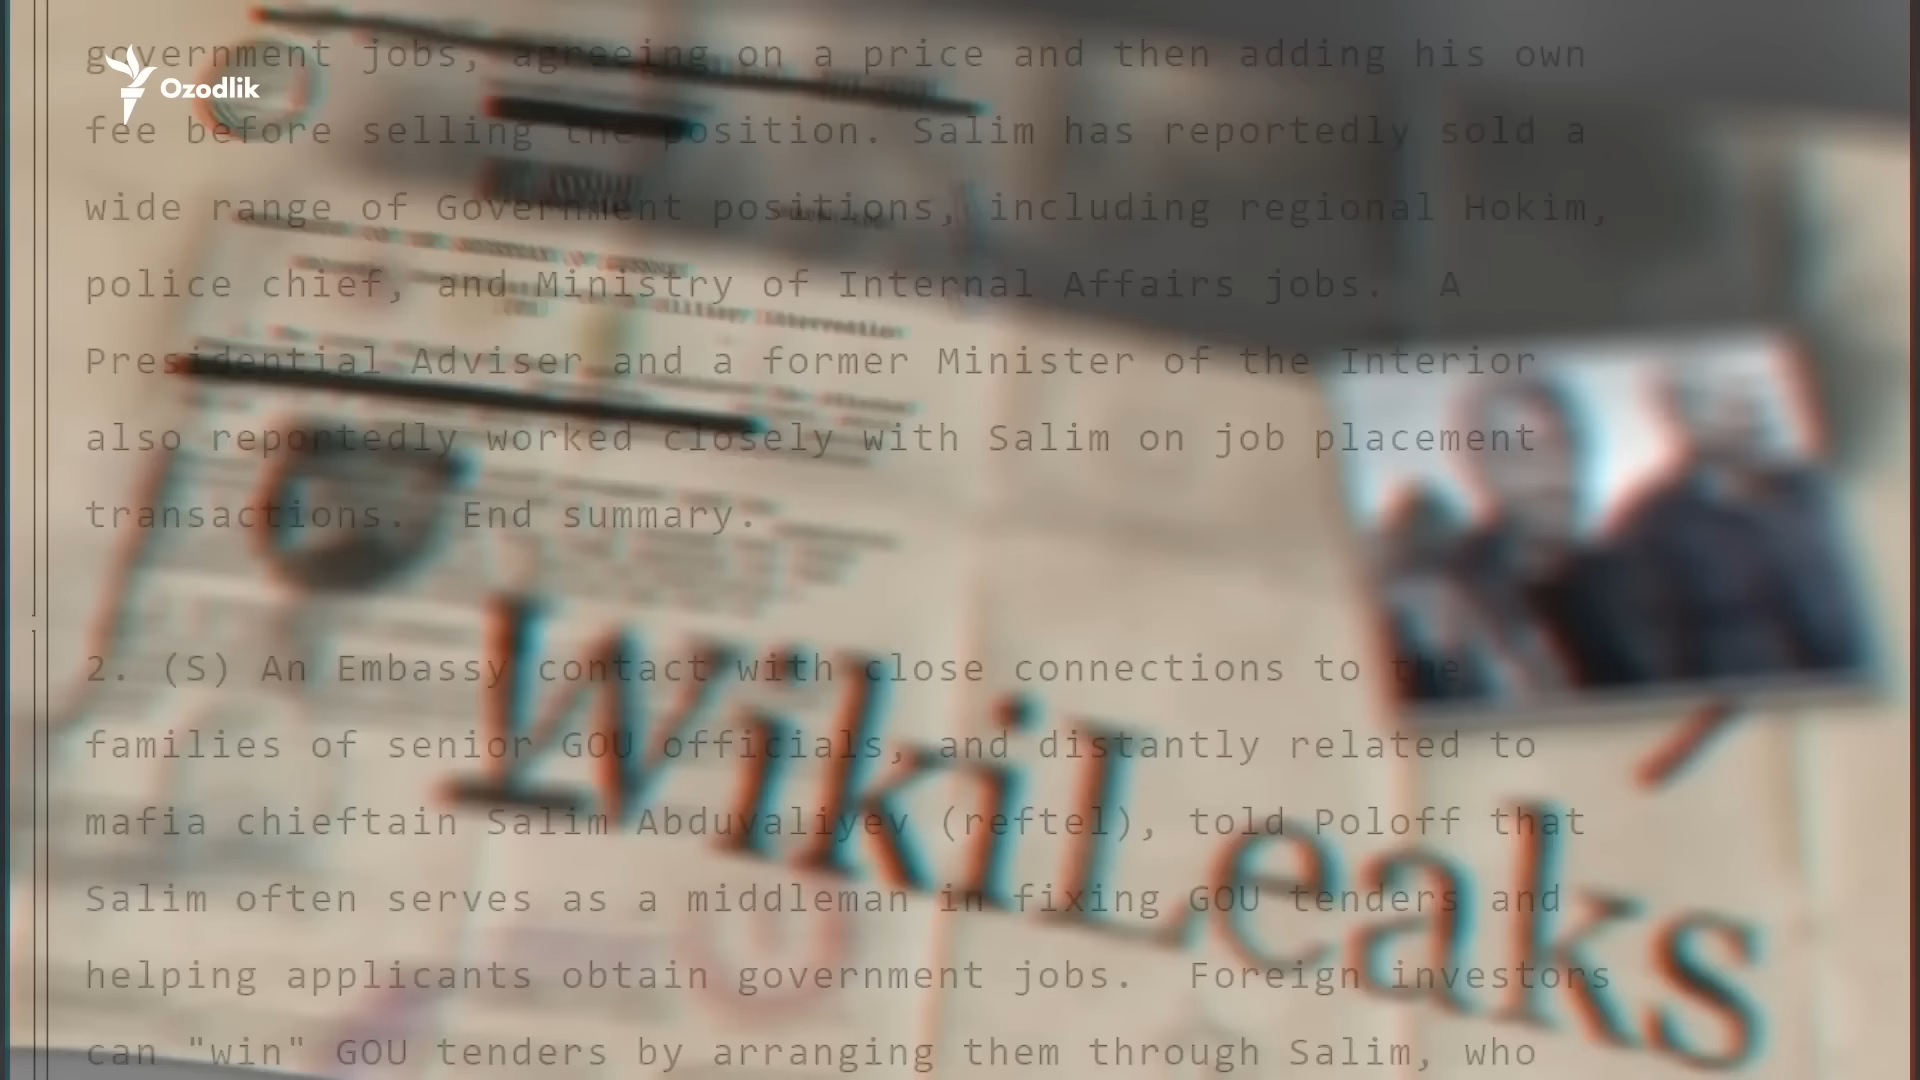 government jobs, agreeing on a price and then adding his own
Ozodlik
fee before selling the position. Salim has reportedly sold a
wide range of Government positions, including regional Hokim,
police chief, and Ministry of Internal Affairs jobs. A
Presidential Adviser and a former Minister of the Interior
also reportedly worked closely with Salim on job placement
transactions. End summary.
2. (S) An Embassy contact with close connections to the
families of senior GOU officials, and distantly related to
mafia chieftain Salim Abduvaliyev (reftel), told Poloff that
Salim often serves as a middleman in fixing GOU tenders and
helping applicants obtain government jobs. Foreign investors
can "win" GOU tenders by arranging them through Salim, who
WikiLeaks